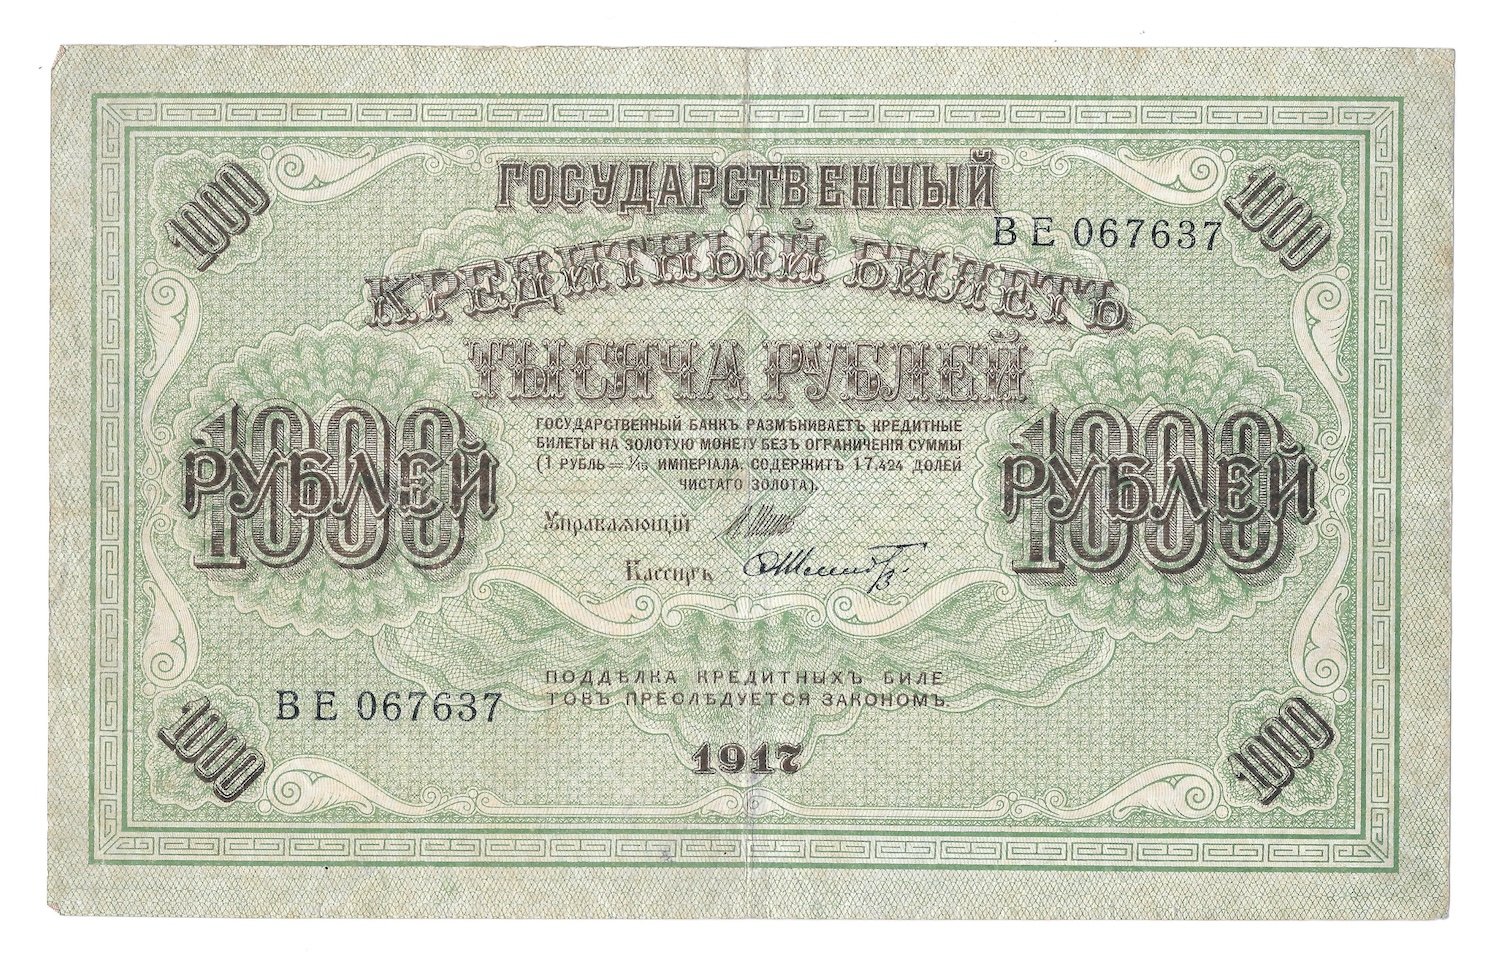 1000
ГОСУДАРСТВЕННЫЙ
1000
ВЕ 067637
КРЕДИТНЫЙ БИЛЕТЪ
ТЫСЯЧА РУБЛЕЙ
1000
РУБЛЕЙ
ГОСУДАРСТВЕННЫЙ БАНКЪ РАЗМѢНИВАЕТЪ КРЕДИТНЫЕ
БИЛЕТЫ НА ЗОЛОТУЮ МОНЕТУ БЕЗЪ ОГРАНИЧЕНІЯ СУММЫ
(1 РУБЛЬ = 1/15 ИМПЕРІАЛА, СОДЕРЖИТЪ 17,424 ДОЛЕЙ
ЧИСТАГО ЗОЛОТА).
1000
РУБЛЕЙ
Управляющій
Кассиръ
ПОДДѢЛКА КРЕДИТНЫХЪ БИЛЕ
ТОВЪ ПРЕСЛѢДУЕТСЯ ЗАКОНОМЪ.
ВЕ 067637
1917
1000
1000